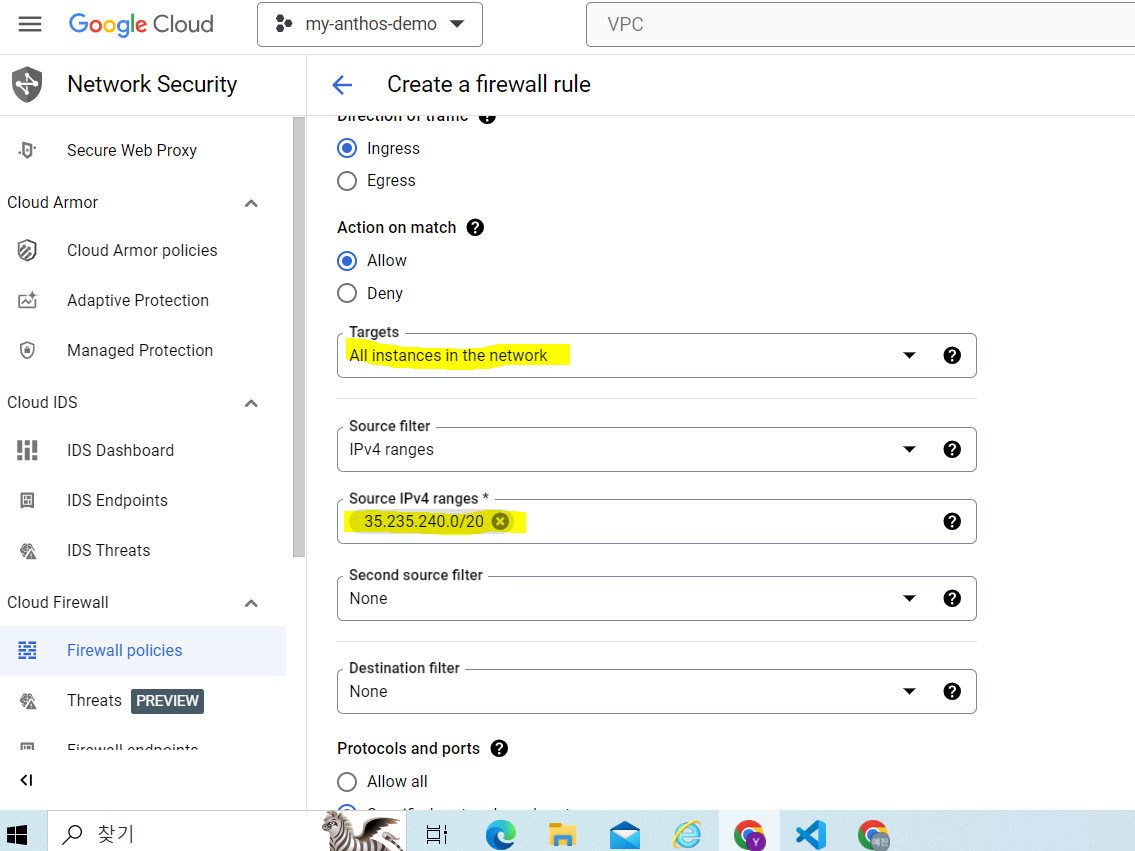 Google Cloud
my-anthos-demo
VPC
Network Security
Create a firewall rule
Secure Web Proxy
Cloud Armor
Cloud Armor policies
Adaptive Protection
Managed Protection
Cloud IDS
IDS Dashboard
IDS Endpoints
IDS Threats
Cloud Firewall
Firewall policies
Threats PREVIEW
Firewall endpoints
Direction of traffic
Ingress
Egress
Action on match
Allow
Deny
Targets
All instances in the network
Source filter
IPv4 ranges
Source IPv4 ranges *
35.235.240.0/20
Second source filter
None
Destination filter
None
Protocols and ports
Allow all
찾기
Y
예진